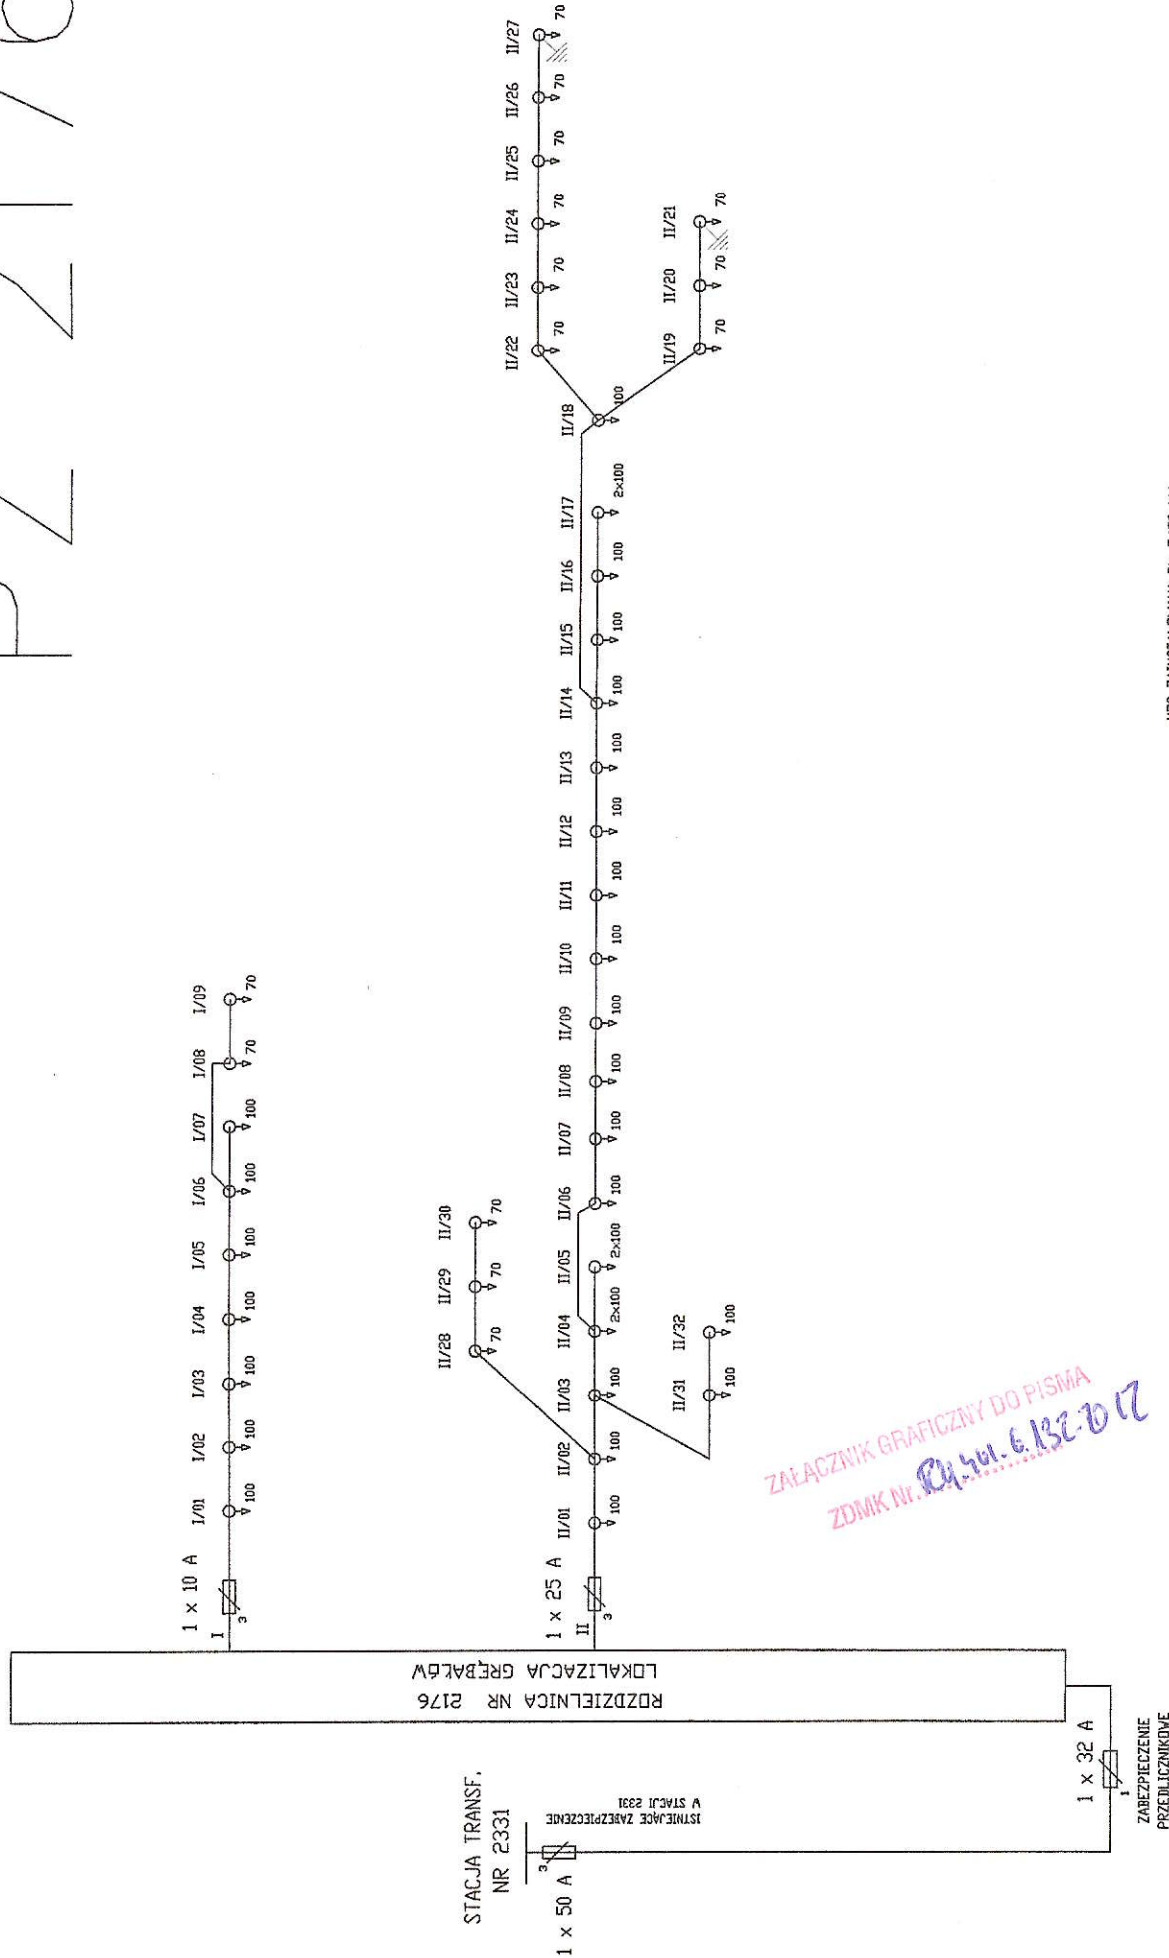 PZ 2176
II/22
70
II/23
70
II/24
70
II/25
70
II/26
70
II/27
70
II/19
70
II/20
70
II/21
70
I/01
100
I/02
100
I/03
100
I/04
100
I/05
100
I/06
100
I/07
100
I/08
70
I/09
70
1 x 10 A
I
3
II/28
70
II/29
70
II/30
70
1 x 25 A
II
3
II/01
100
II/02
100
II/03
100
II/04
2x100
II/05
2x100
II/06
100
II/07
100
II/08
100
II/09
100
II/10
100
II/11
100
II/12
100
II/13
100
II/14
100
II/15
100
II/16
100
II/17
2x100
II/18
100
II/31
100
II/32
100
ROZDZIELNICA NR 2176
LOKALIZACJA GRĘBAŁÓW
STACJA TRANSF.
NR 2331
1 x 50 A
3
ISTNIEJĄCE ZABEZPIECZENIE
W STACJI 2331
1 x 32 A
1
ZABEZPIECZENIE
PRZEDLICZNIKOWE
ZAŁĄCZNIK GRAFICZNY DO PISMA
ZDMK Nr.